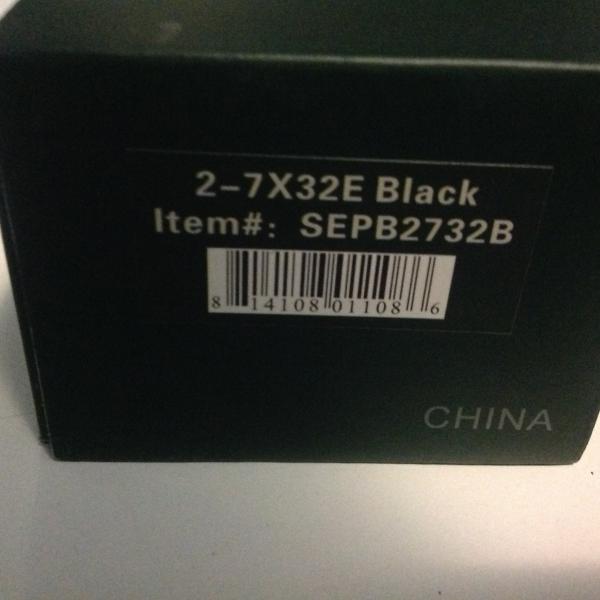 2-7X32E Black
Item#: SEPB2732B
8 14108 01108 6
CHINA